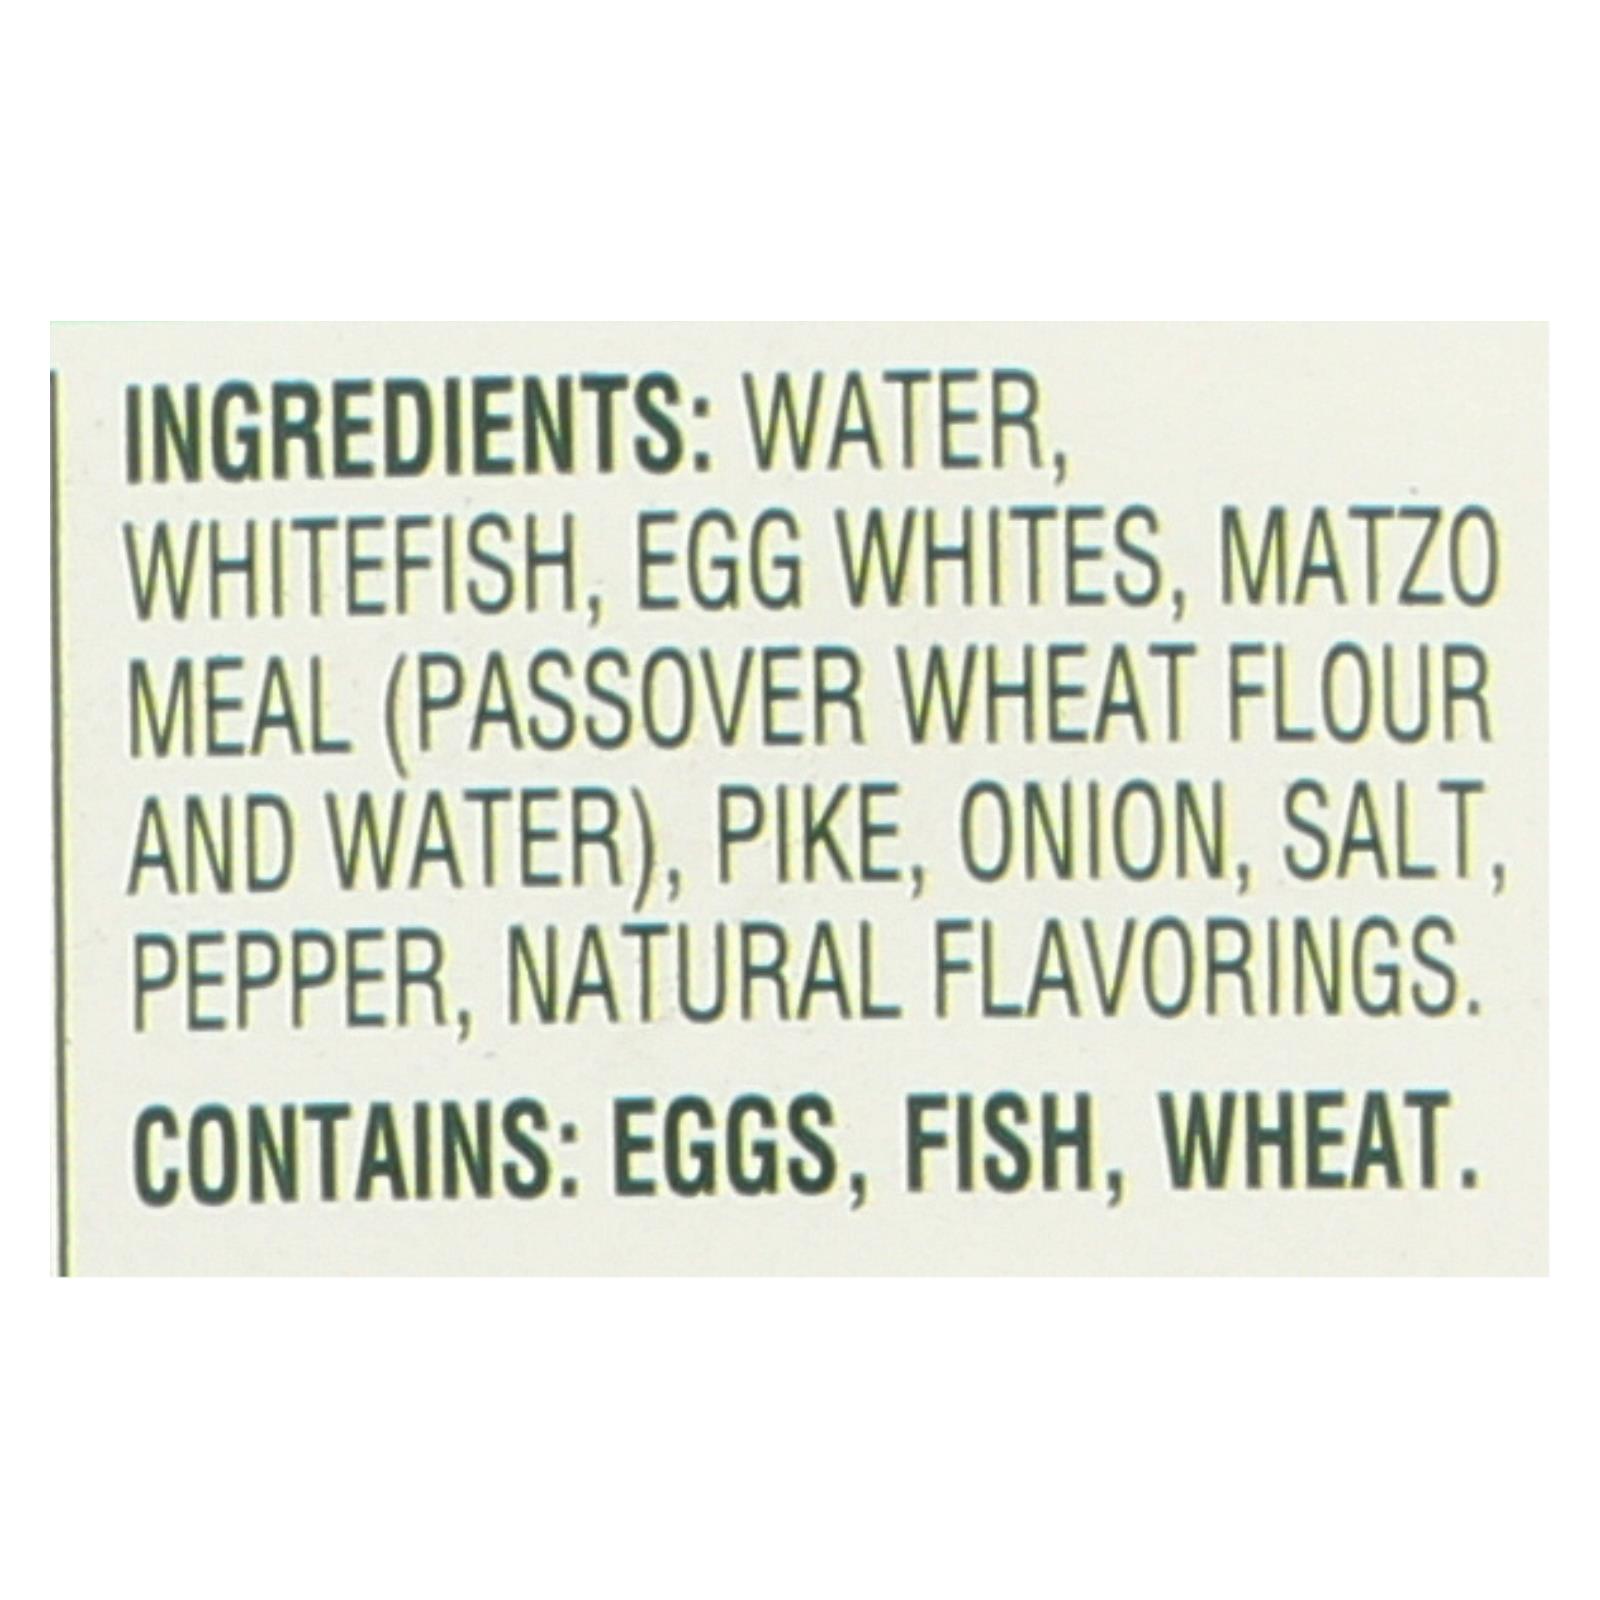 INGREDIENTS: WATER,
WHITEFISH, EGG WHITES, MATZO
MEAL (PASSOVER WHEAT FLOUR
AND WATER), PIKE, ONION, SALT,
PEPPER, NATURAL FLAVORINGS.
CONTAINS: EGGS, FISH, WHEAT.